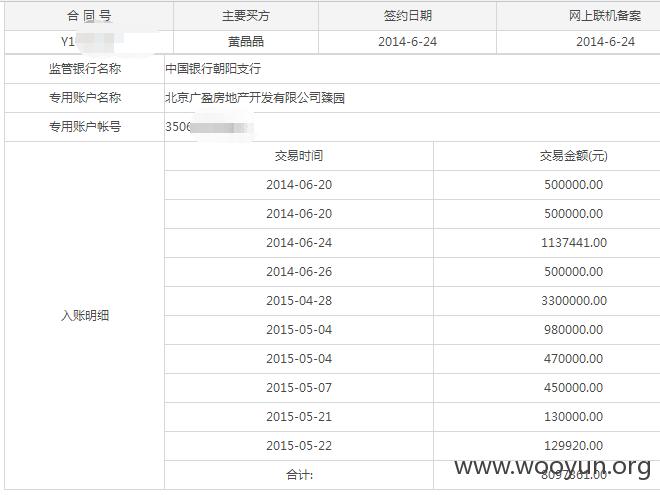 合 同 号 主要买方 签约日期 网上联机备案
Y1 黄晶晶 2014-6-24 2014-6-24
监管银行名称 中国银行朝阳支行
专用账户名称 北京广盈房地产开发有限公司臻园
专用账户帐号 3506
入账明细
交易时间 交易金额(元)
2014-06-20 500000.00
2014-06-20 500000.00
2014-06-24 1137441.00
2014-06-26 500000.00
2015-04-28 3300000.00
2015-05-04 980000.00
2015-05-04 470000.00
2015-05-07 450000.00
2015-05-21 130000.00
2015-05-22 129920.00
合计: 8097361.00
www.wooyun.org